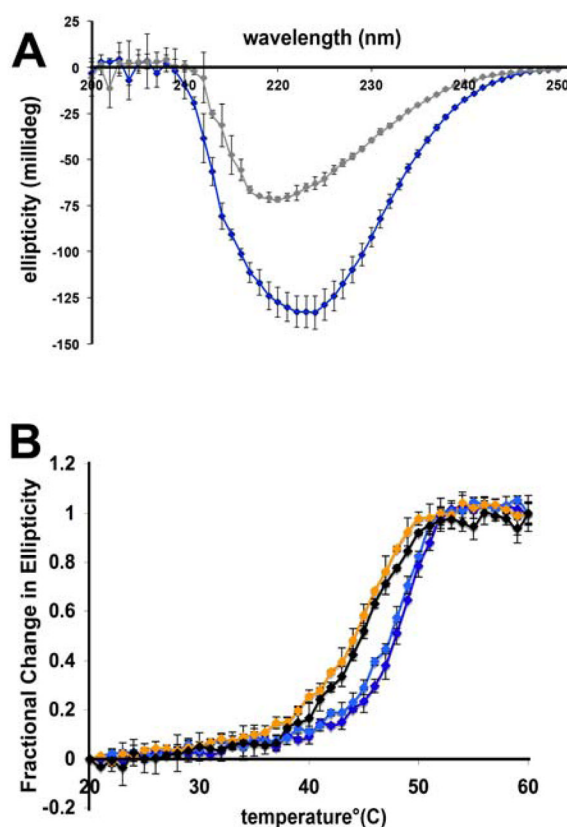 A
wavelength (nm)
25
0
-25
-50
-75
-100
-125
-150
200 210 220 230 240 250
ellipticity (millideg)
B
1.2
1
0.8
0.6
0.4
0.2
0
-0.2
20 30 40 50 60
Fractional Change in Ellipticity
temperature°(C)